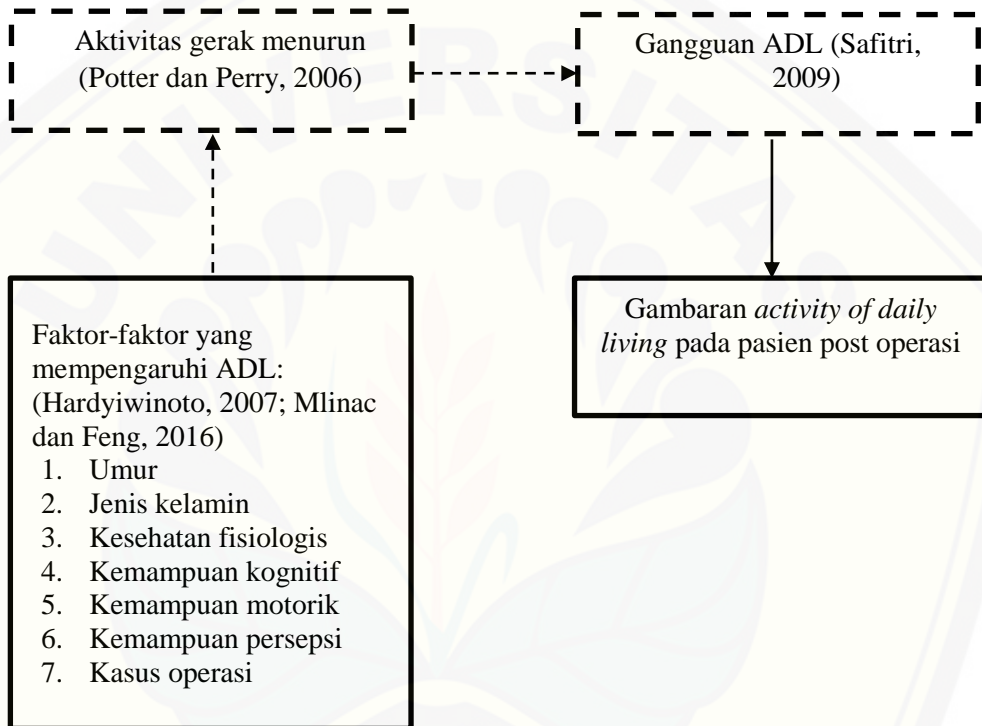 Aktivitas gerak menurun
(Potter dan Perry, 2006)
Gangguan ADL (Safitri,
2009)
Faktor-faktor yang
mempengaruhi ADL:
(Hardyiwinoto, 2007; Mlinac
dan Feng, 2016)
1. Umur
2. Jenis kelamin
3. Kesehatan fisiologis
4. Kemampuan kognitif
5. Kemampuan motorik
6. Kemampuan persepsi
7. Kasus operasi
Gambaran activity of daily
living pada pasien post operasi
UNIVERSITAS